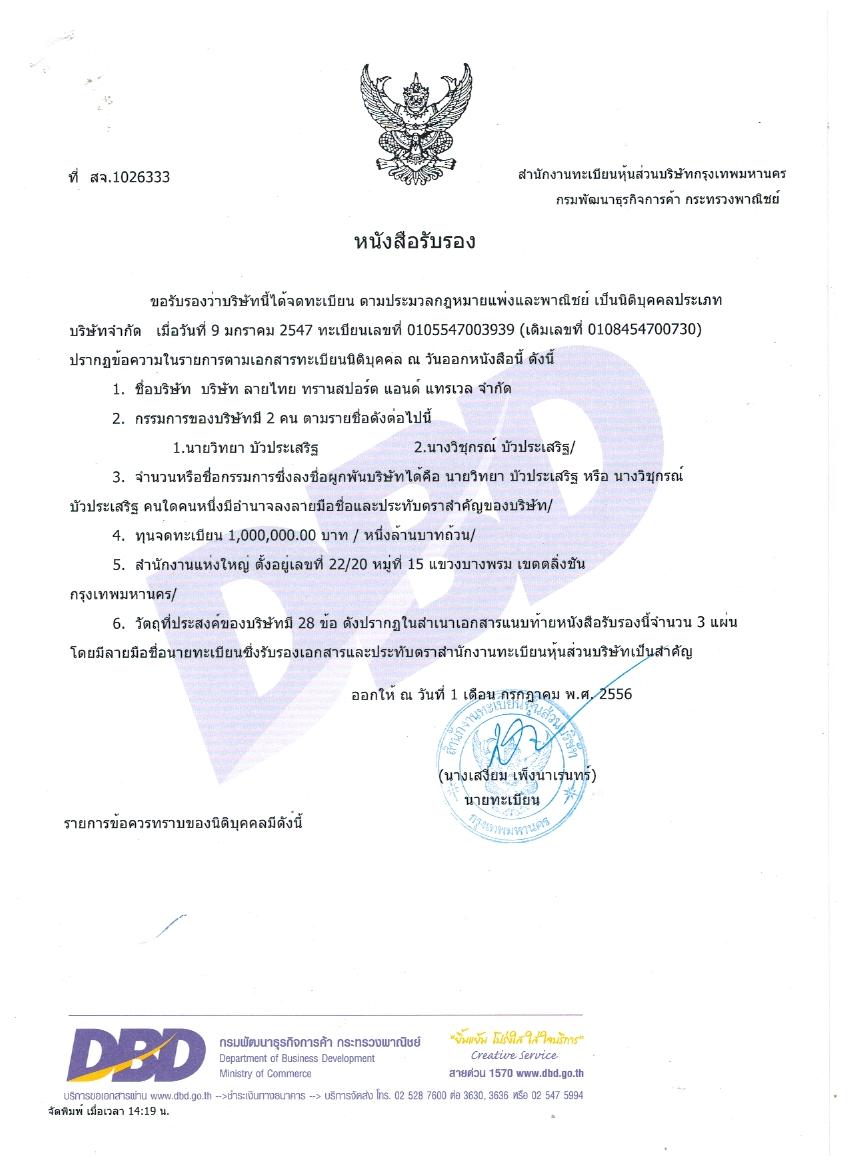 ที่ สจ.1026333
สำนักงานทะเบียนหุ้นส่วนบริษัทกรุงเทพมหานคร
กรมพัฒนาธุรกิจการค้า กระทรวงพาณิชย์
หนังสือรับรอง
ขอรับรองว่าบริษัทนี้ได้จดทะเบียน ตามประมวลกฎหมายแพ่งและพาณิชย์ เป็นนิติบุคคลประเภท
บริษัทจำกัด เมื่อวันที่ 9 มกราคม 2547 ทะเบียนเลขที่ 0105547003939 (เดิมเลขที่ 0108454700730)
ปรากฏข้อความในรายการตามเอกสารทะเบียนนิติบุคคล ณ วันออกหนังสือนี้ ดังนี้
1. ชื่อบริษัท บริษัท ลายไทย ทรานสปอร์ต แอนด์ แทรเวล จำกัด
2. กรรมการของบริษัทมี 2 คน ตามรายชื่อดังต่อไปนี้
1.นายวิทยา บัวประเสริฐ 2.นางวิชุกรณ์ บัวประเสริฐ/
3. จำนวนหรือชื่อกรรมการซึ่งลงชื่อผูกพันบริษัทได้คือ นายวิทยา บัวประเสริฐ หรือ นางวิชุกรณ์
บัวประเสริฐ คนใดคนหนึ่งมีอำนาจลงลายมือชื่อและประทับตราสำคัญของบริษัท/
4. ทุนจดทะเบียน 1,000,000.00 บาท / หนึ่งล้านบาทถ้วน/
5. สำนักงานแห่งใหญ่ ตั้งอยู่เลขที่ 22/20 หมู่ที่ 15 แขวงบางพรม เขตตลิ่งชัน
กรุงเทพมหานคร/
6. วัตถุที่ประสงค์ของบริษัทมี 28 ข้อ ดังปรากฏในสำเนาเอกสารแนบท้ายหนังสือรับรองนี้จำนวน 3 แผ่น
โดยมีลายมือชื่อนายทะเบียนซึ่งรับรองเอกสารและประทับตราสำนักงานทะเบียนหุ้นส่วนบริษัทเป็นสำคัญ
ออกให้ ณ วันที่ 1 เดือน กรกฎาคม พ.ศ. 2556
สำนักงานทะเบียนหุ้นส่วนบริษัท
(นางเสงี่ยม เพ็งนาเรนทร์)
นายทะเบียน
กรุงเทพมหานคร
รายการข้อควรทราบของนิติบุคคลมีดังนี้
DBD
กรมพัฒนาธุรกิจการค้า กระทรวงพาณิชย์
Department of Business Development
Ministry of Commerce
"ยิ้มแย้ม โปร่งใส ใส่ใจบริการ"
Creative Service
สายด่วน 1570 www.dbd.go.th
บริการขอเอกสารผ่าน www.dbd.go.th -->ชำระเงินทางธนาคาร --> บริการจัดส่ง โทร. 02 528 7600 ต่อ 3630, 3636 หรือ 02 547 5994
จัดพิมพ์ เมื่อเวลา 14:19 น.